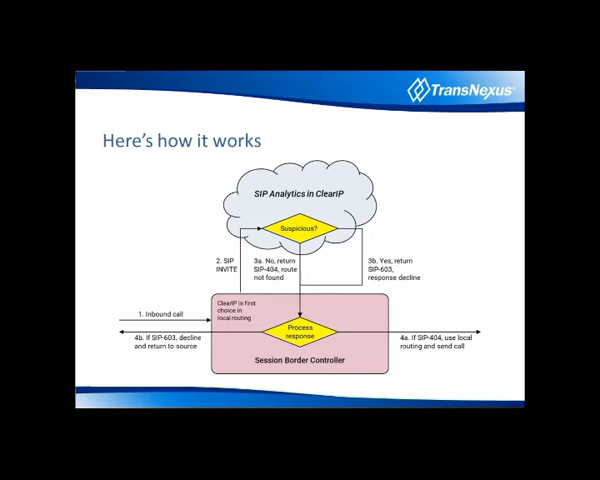 TransNexus
Here's how it works
SIP Analytics in ClearIP
Suspicious?
2. SIP
INVITE
3a. No, return
SIP-404, route
not found
3b. Yes, return
SIP-603,
response decline
ClearIP is first
choice in
local routing
1. Inbound call
Process
response
4b. If SIP-603, decline
and return to source
4a. If SIP-404, use local
routing and send call
Session Border Controller